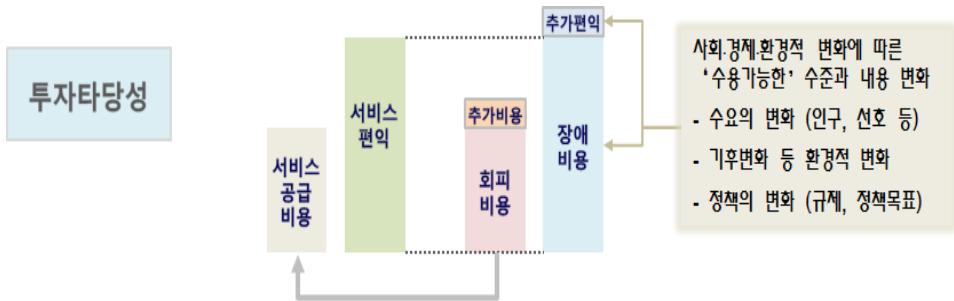 투자타당성
서비스
공급
비용
서비스
편익
추가비용
회피
비용
추가편익
장애
비용
사회.경제.환경적 변화에 따른
‘수용가능한’ 수준과 내용 변화
- 수요의 변화 (인구, 선호 등)
- 기후변화 등 환경적 변화
- 정책의 변화 (규제, 정책목표)